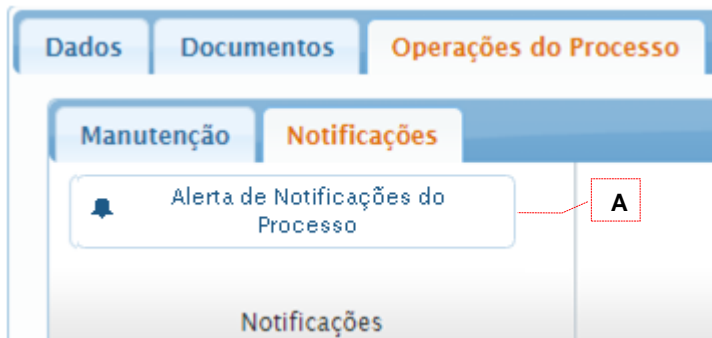 Dados Documentos Operações do Processo
Manutenção Notificações
Alerta de Notificações do
Processo
A
Notificações